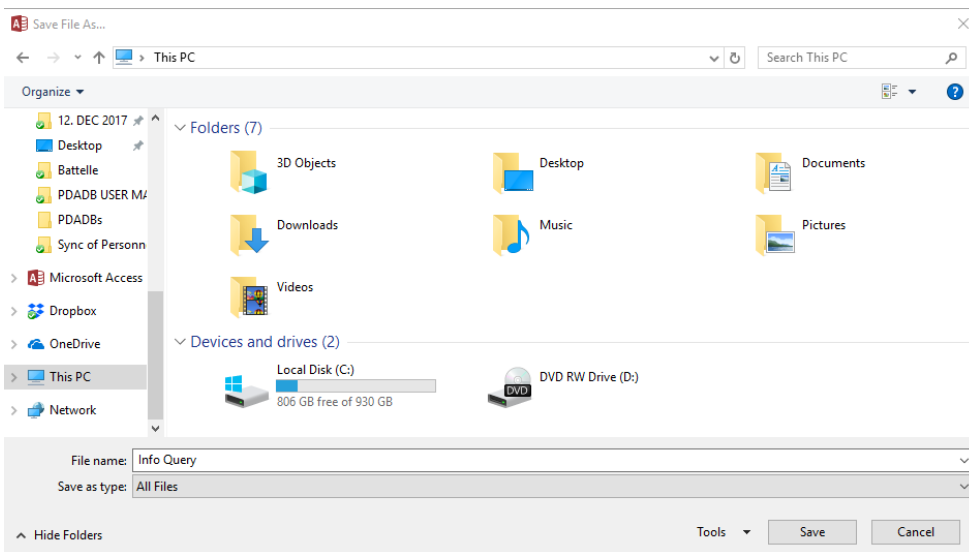 Save File As...
This PC
Search This PC
Organize
12. DEC 2017
Desktop
Battelle
PDADB USER MA
PDADBs
Sync of Personn
Microsoft Access
Dropbox
OneDrive
This PC
Network
Folders (7)
3D Objects
Desktop
Documents
Downloads
Music
Pictures
Videos
Devices and drives (2)
Local Disk (C:)
806 GB free of 930 GB
DVD RW Drive (D:)
DVD
File name: Info Query
Save as type: All Files
Hide Folders
Tools
Save
Cancel